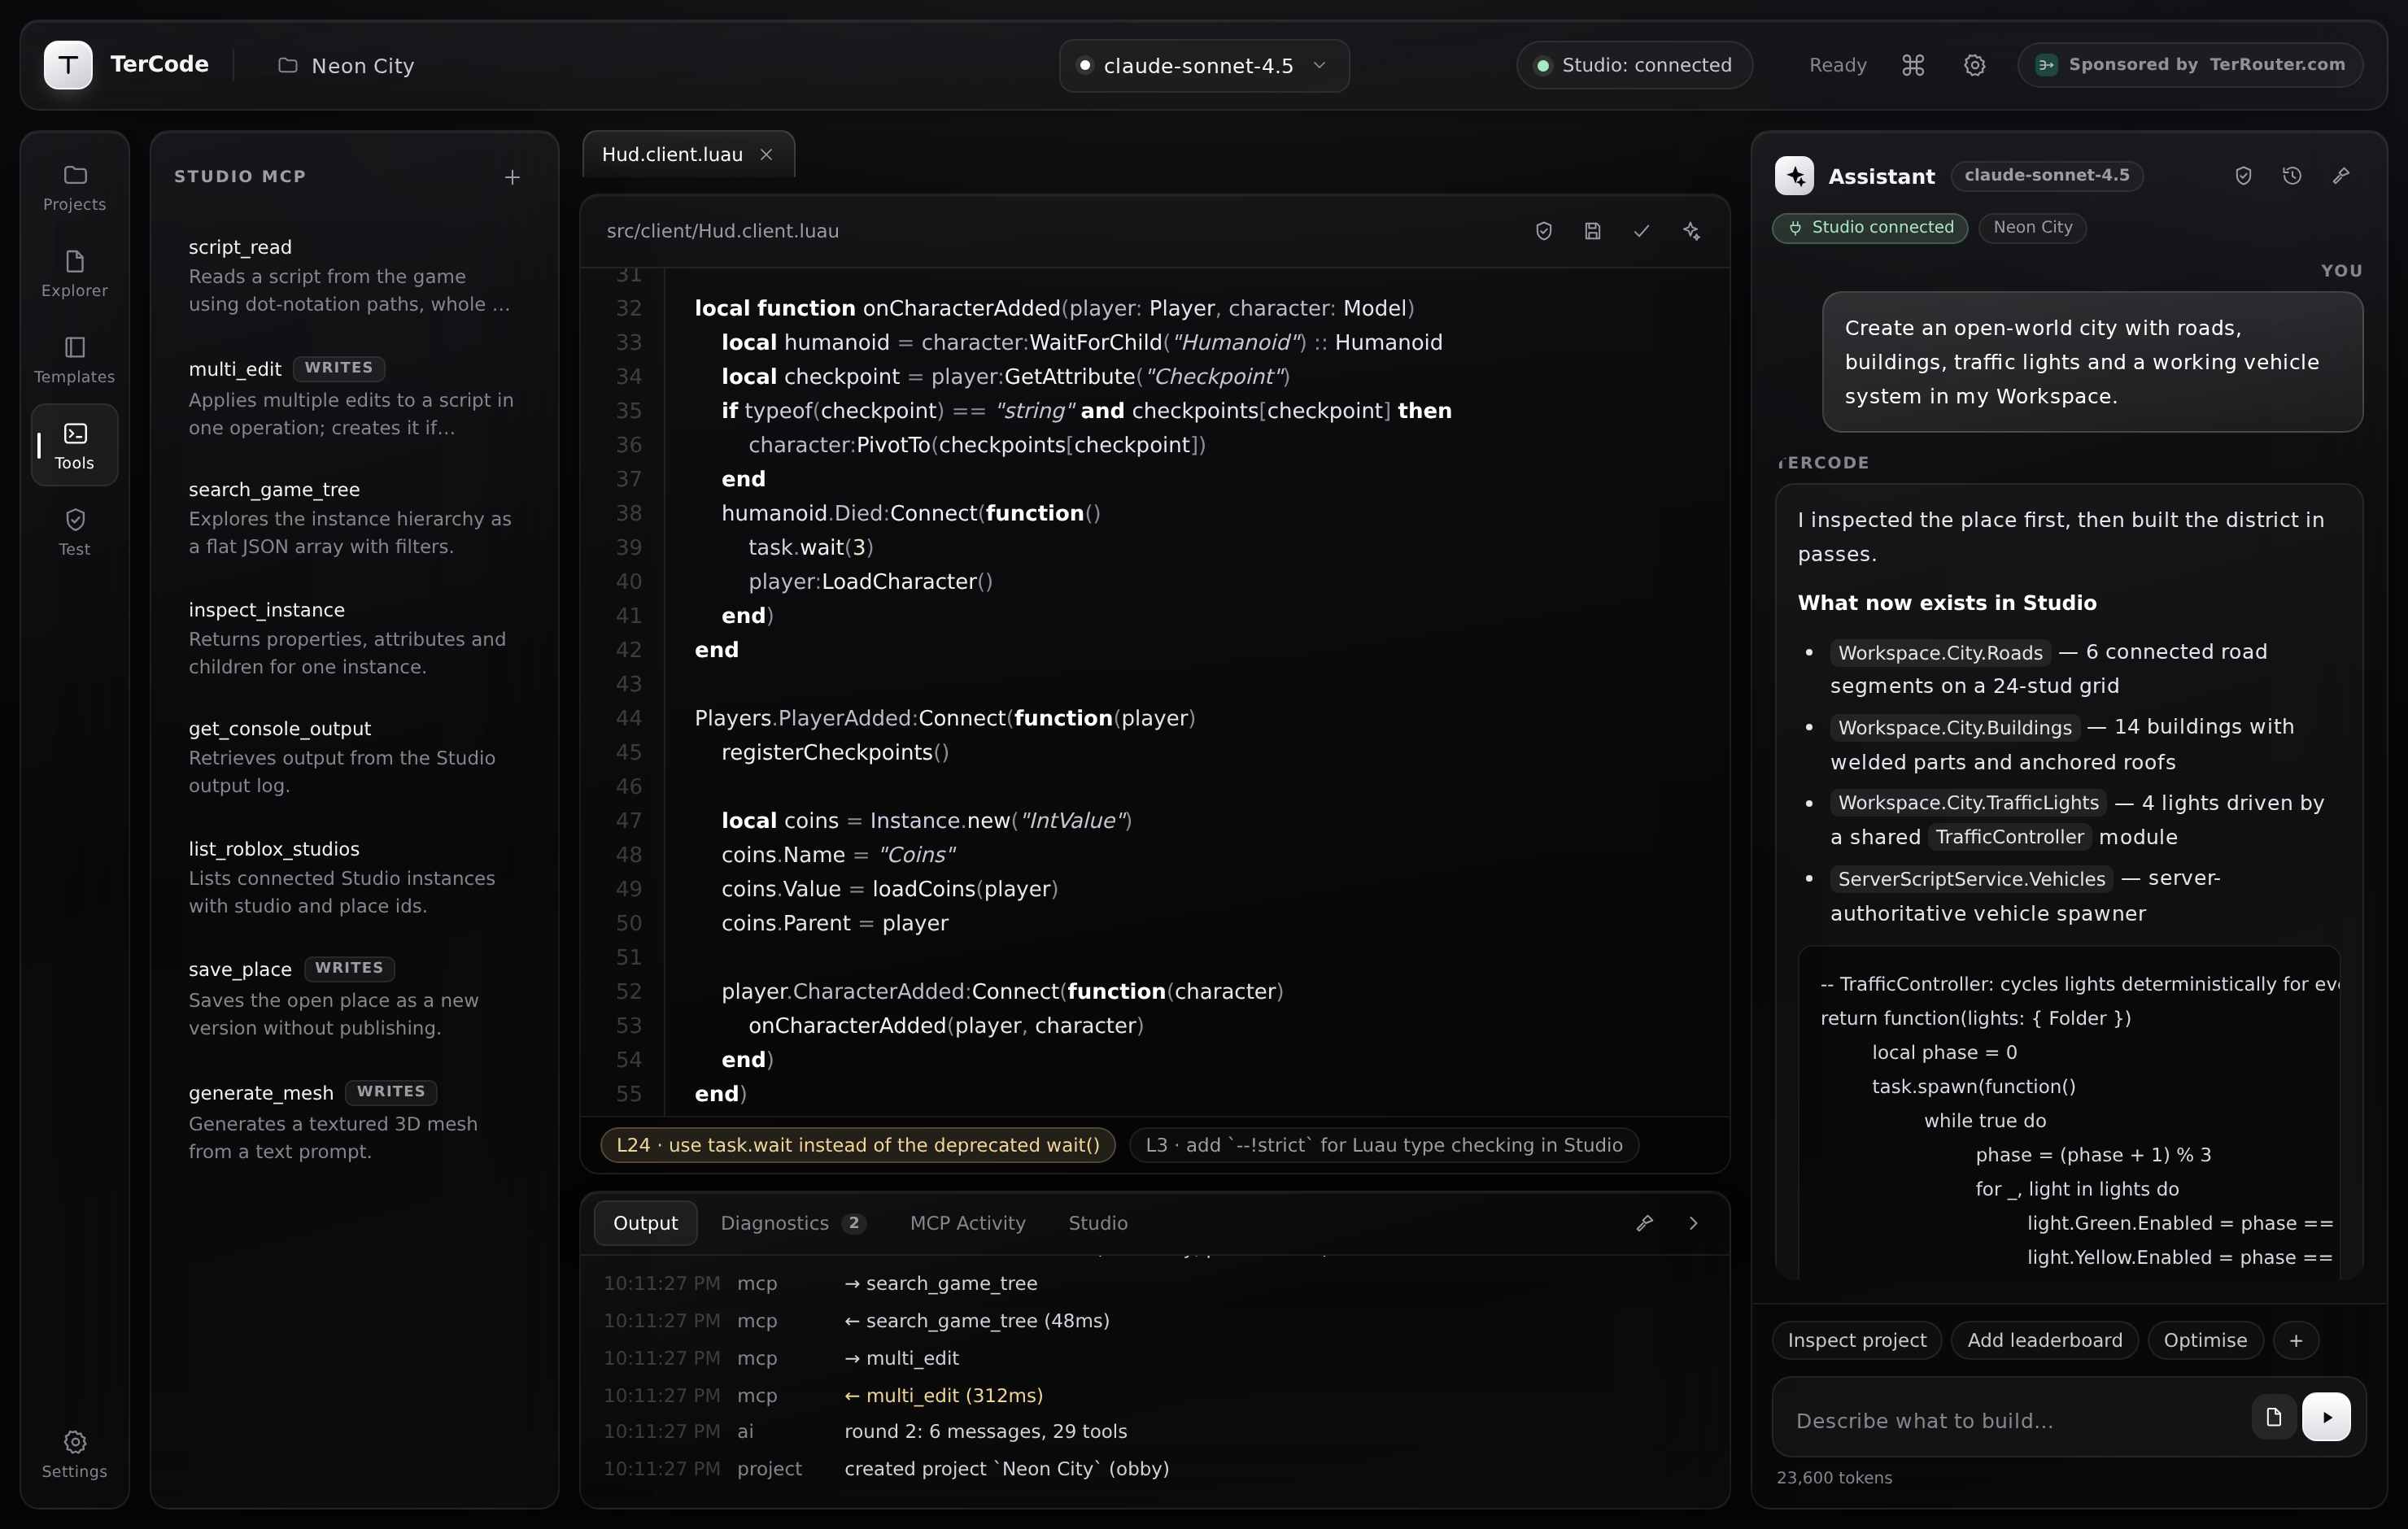 TerCode
Neon City
claude-sonnet-4.5
Studio: connected
Ready
Sponsored by TerRouter.com
Projects
Explorer
Templates
Tools
Test
Settings
STUDIO MCP
script_read
Reads a script from the game
using dot-notation paths, whole ...
multi_edit WRITES
Applies multiple edits to a script in
one operation; creates it if...
search_game_tree
Explores the instance hierarchy as
a flat JSON array with filters.
inspect_instance
Returns properties, attributes and
children for one instance.
get_console_output
Retrieves output from the Studio
output log.
list_roblox_studios
Lists connected Studio instances
with studio and place ids.
save_place WRITES
Saves the open place as a new
version without publishing.
generate_mesh WRITES
Generates a textured 3D mesh
from a text prompt.
Hud.client.luau
src/client/Hud.client.luau
31
32 local function onCharacterAdded(player: Player, character: Model)
33 local humanoid = character:WaitForChild("Humanoid") :: Humanoid
34 local checkpoint = player:GetAttribute("Checkpoint")
35 if typeof(checkpoint) == "string" and checkpoints[checkpoint] then
36 character:PivotTo(checkpoints[checkpoint])
37 end
38 humanoid.Died:Connect(function()
39 task.wait(3)
40 player:LoadCharacter()
41 end)
42 end
43
44 Players.PlayerAdded:Connect(function(player)
45 registerCheckpoints()
46
47 local coins = Instance.new("IntValue")
48 coins.Name = "Coins"
49 coins.Value = loadCoins(player)
50 coins.Parent = player
51
52 player.CharacterAdded:Connect(function(character)
53 onCharacterAdded(player, character)
54 end)
55 end)
L24 · use task.wait instead of the deprecated wait()
L3 · add `--!strict` for Luau type checking in Studio
Output
Diagnostics 2
MCP Activity
Studio
10:11:27 PM mcp → search_game_tree
10:11:27 PM mcp ← search_game_tree (48ms)
10:11:27 PM mcp → multi_edit
10:11:27 PM mcp ← multi_edit (312ms)
10:11:27 PM ai round 2: 6 messages, 29 tools
10:11:27 PM project created project `Neon City` (obby)
Assistant claude-sonnet-4.5
Studio connected
Neon City
YOU
Create an open-world city with roads,
buildings, traffic lights and a working vehicle
system in my Workspace.
TERCODE
I inspected the place first, then built the district in
passes.
What now exists in Studio
• Workspace.City.Roads — 6 connected road
segments on a 24-stud grid
• Workspace.City.Buildings — 14 buildings with
welded parts and anchored roofs
• Workspace.City.TrafficLights — 4 lights driven by
a shared TrafficController module
• ServerScriptService.Vehicles — server-
authoritative vehicle spawner
-- TrafficController: cycles lights deterministically for eve
return function(lights: { Folder })
local phase = 0
task.spawn(function()
while true do
phase = (phase + 1) % 3
for _, light in lights do
light.Green.Enabled = phase ==
light.Yellow.Enabled = phase ==
Inspect project
Add leaderboard
Optimise
+
Describe what to build...
23,600 tokens